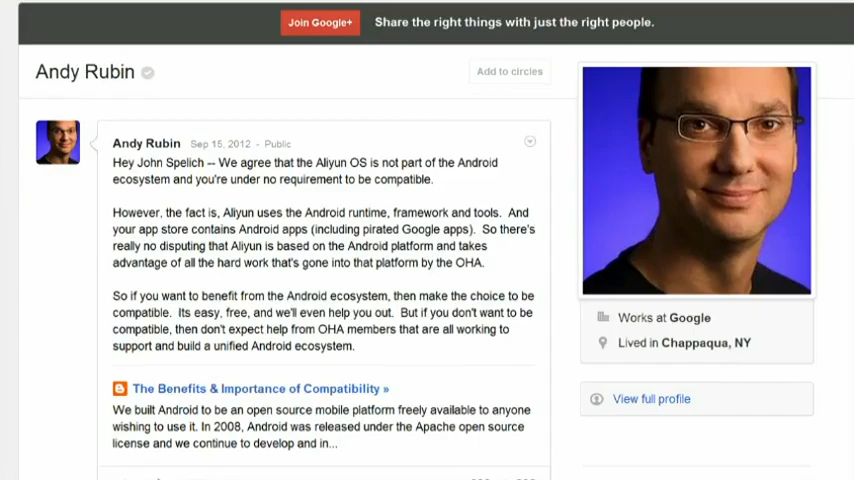 Join Google+ Share the right things with just the right people.
Andy Rubin
Add to circles
Andy Rubin Sep 15, 2012 - Public
Hey John Spelich -- We agree that the Aliyun OS is not part of the Android
ecosystem and you're under no requirement to be compatible.
However, the fact is, Aliyun uses the Android runtime, framework and tools. And
your app store contains Android apps (including pirated Google apps). So there's
really no disputing that Aliyun is based on the Android platform and takes
advantage of all the hard work that's gone into that platform by the OHA.
So if you want to benefit from the Android ecosystem, then make the choice to be
compatible. Its easy, free, and we'll even help you out. But if you don't want to be
compatible, then don't expect help from OHA members that are all working to
support and build a unified Android ecosystem.
The Benefits & Importance of Compatibility »
We built Android to be an open source mobile platform freely available to anyone
wishing to use it. In 2008, Android was released under the Apache open source
license and we continue to develop and in...
Works at Google
Lived in Chappaqua, NY
View full profile